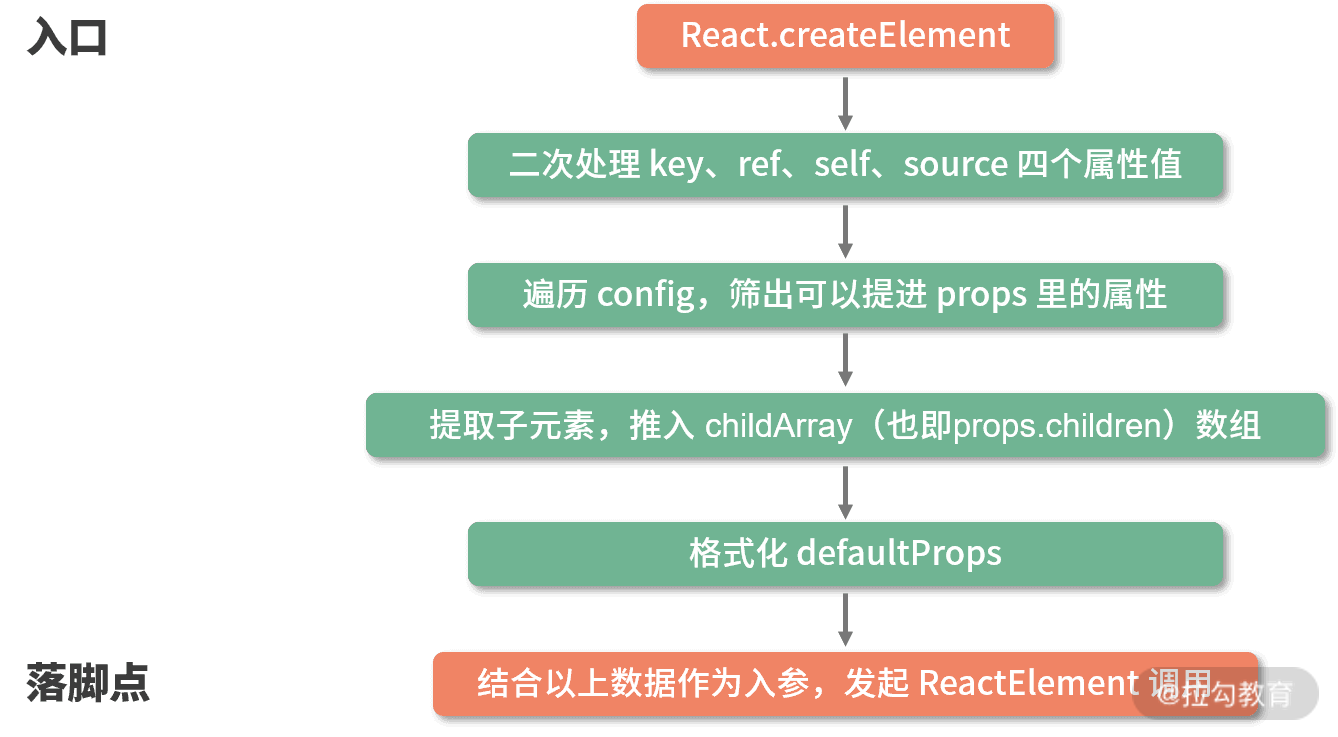 入口
React.createElement
二次处理 key、ref、self、source 四个属性值
遍历 config，筛出可以提进 props 里的属性
提取子元素，推入 childArray（也即props.children）数组
格式化 defaultProps
落脚点
结合以上数据作为入参，发起 ReactElement 调用
@拉勾教育